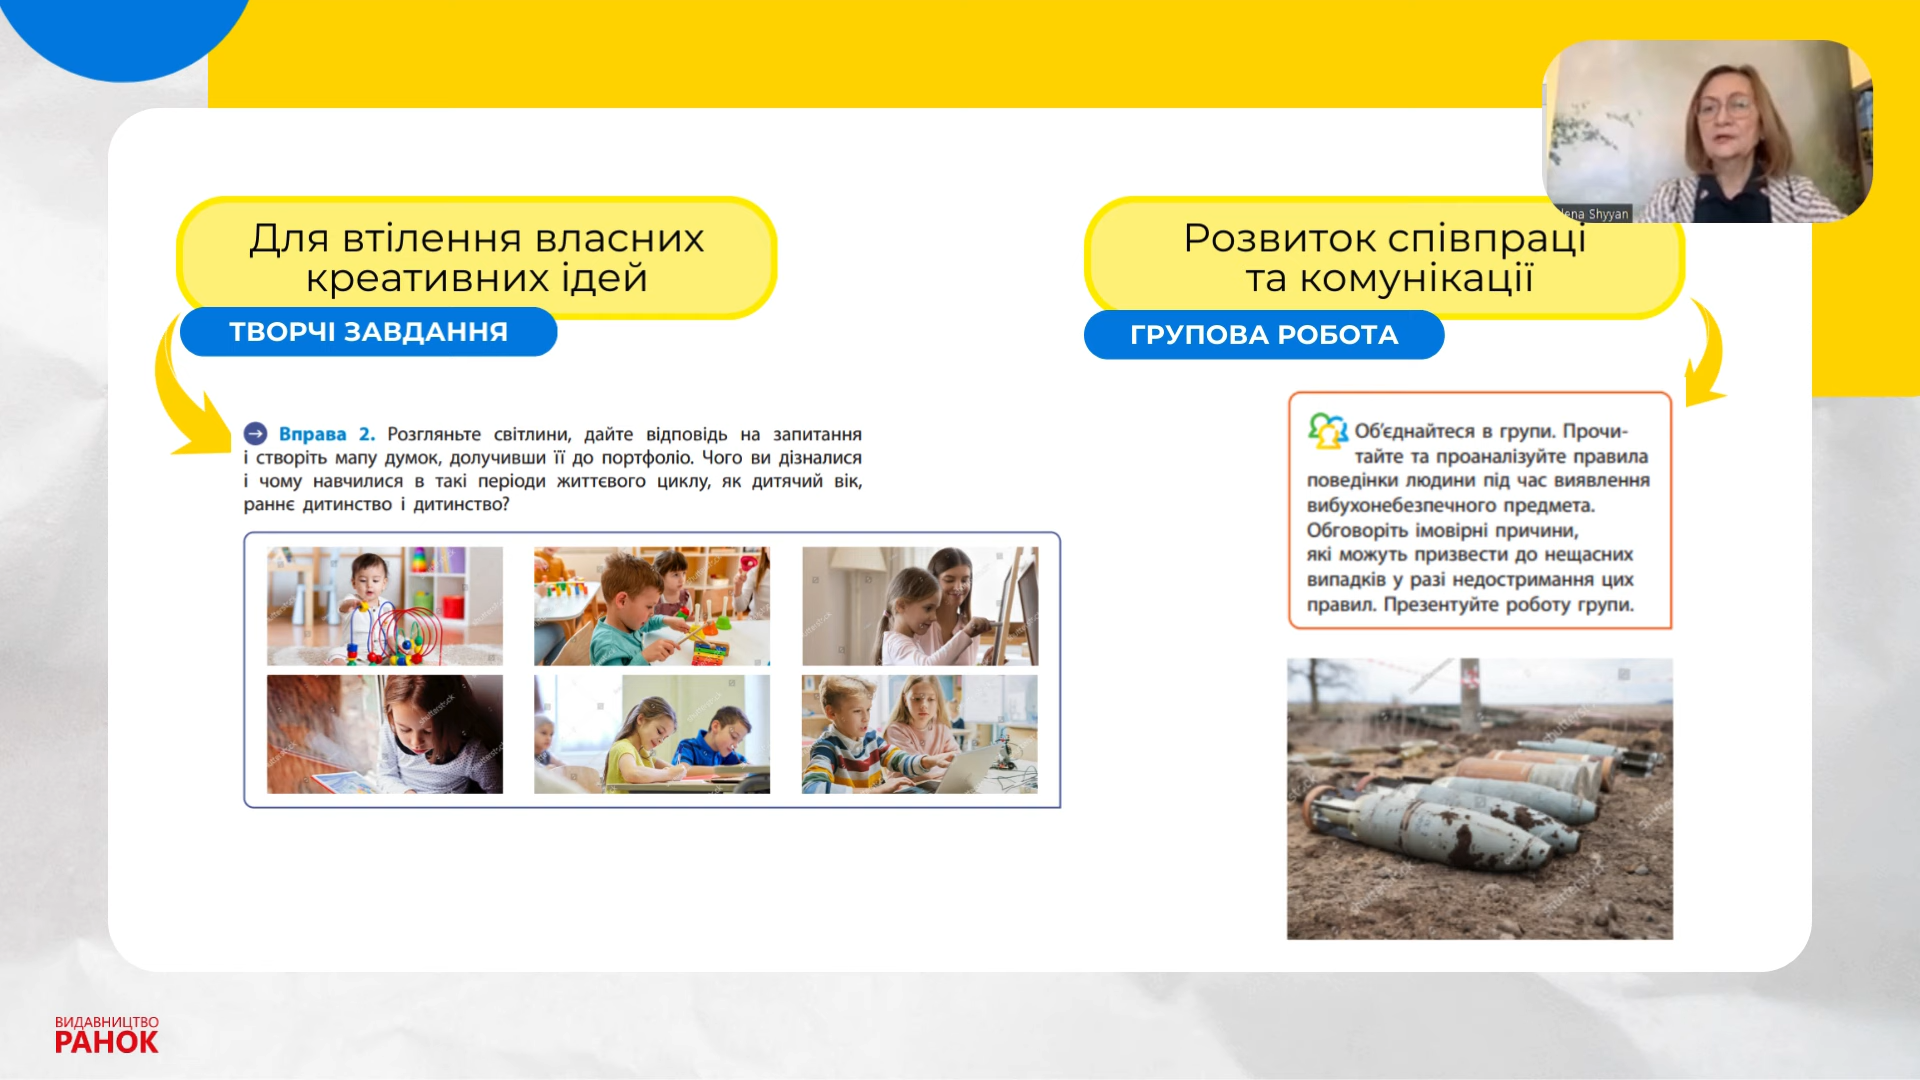 Для втілення власних
креативних ідей
ТВОРЧІ ЗАВДАННЯ
Вправа 2. Розгляньте світлини, дайте відповідь на запитання
і створіть мапу думок, долучивши її до портфоліо. Чого ви дізналися
і чому навчилися в такі періоди життєвого циклу, як дитячий вік,
раннє дитинство і дитинство?
Розвиток співпраці
та комунікації
ГРУПОВА РОБОТА
Об’єднайтеся в групи. Прочи-
тайте та проаналізуйте правила
поведінки людини під час виявлення
вибухонебезпечного предмета.
Обговоріть імовірні причини,
які можуть призвести до нещасних
випадків у разі недостримання цих
правил. Презентуйте роботу групи.
Shyyan
ВИДАВНИЦТВО
РАНОК